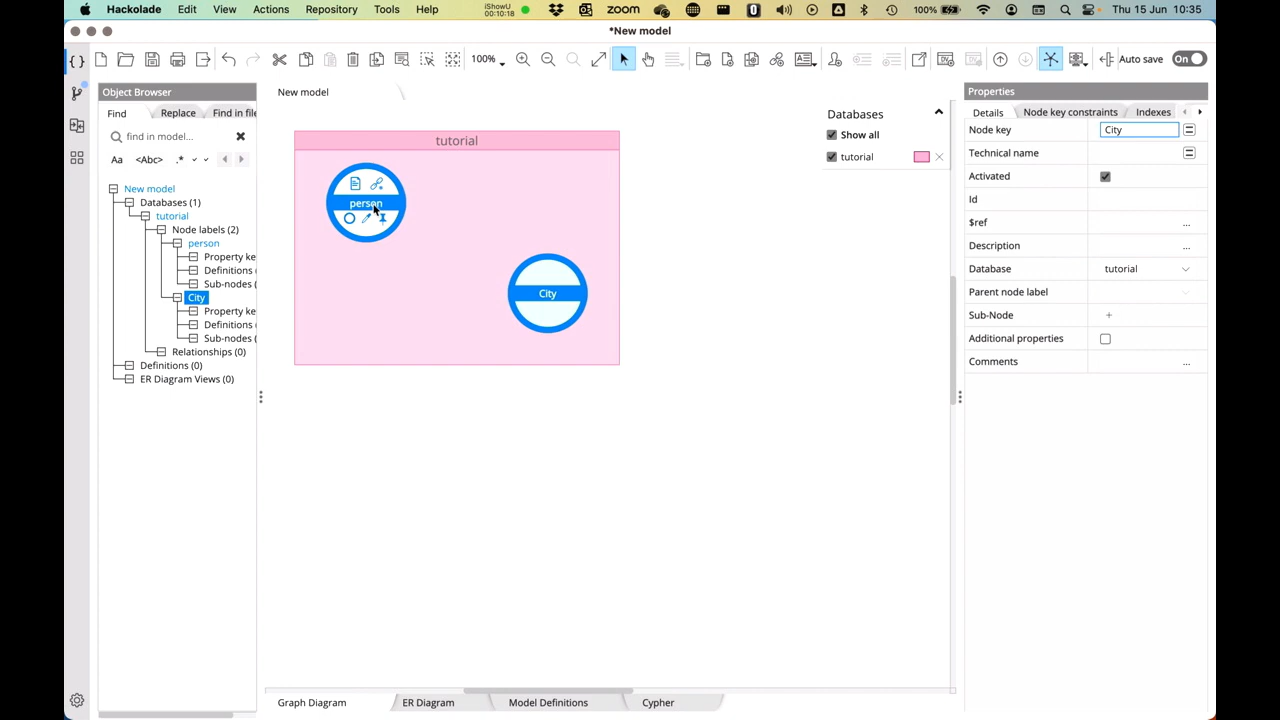 Hackolade Edit View Actions Repository Tools Help iShowU 00:10:18 zoom 100% Thu 15 Jun 10:35
*New model
100% Auto save On
Object Browser
Find Replace Find in file
find in model...
Aa <Abc> .*
New model
Databases (1)
tutorial
Node labels (2)
person
Property ke
Definitions (
Sub-nodes (
City
Property ke
Definitions (
Sub-nodes (
Relationships (0)
Definitions (0)
ER Diagram Views (0)
New model
tutorial
person
City
Databases
Show all
tutorial
Graph Diagram ER Diagram Model Definitions Cypher
Properties
Details Node key constraints Indexes
Node key City
Technical name
Activated
Id
$ref ...
Description ...
Database tutorial
Parent node label
Sub-Node +
Additional properties
Comments ...